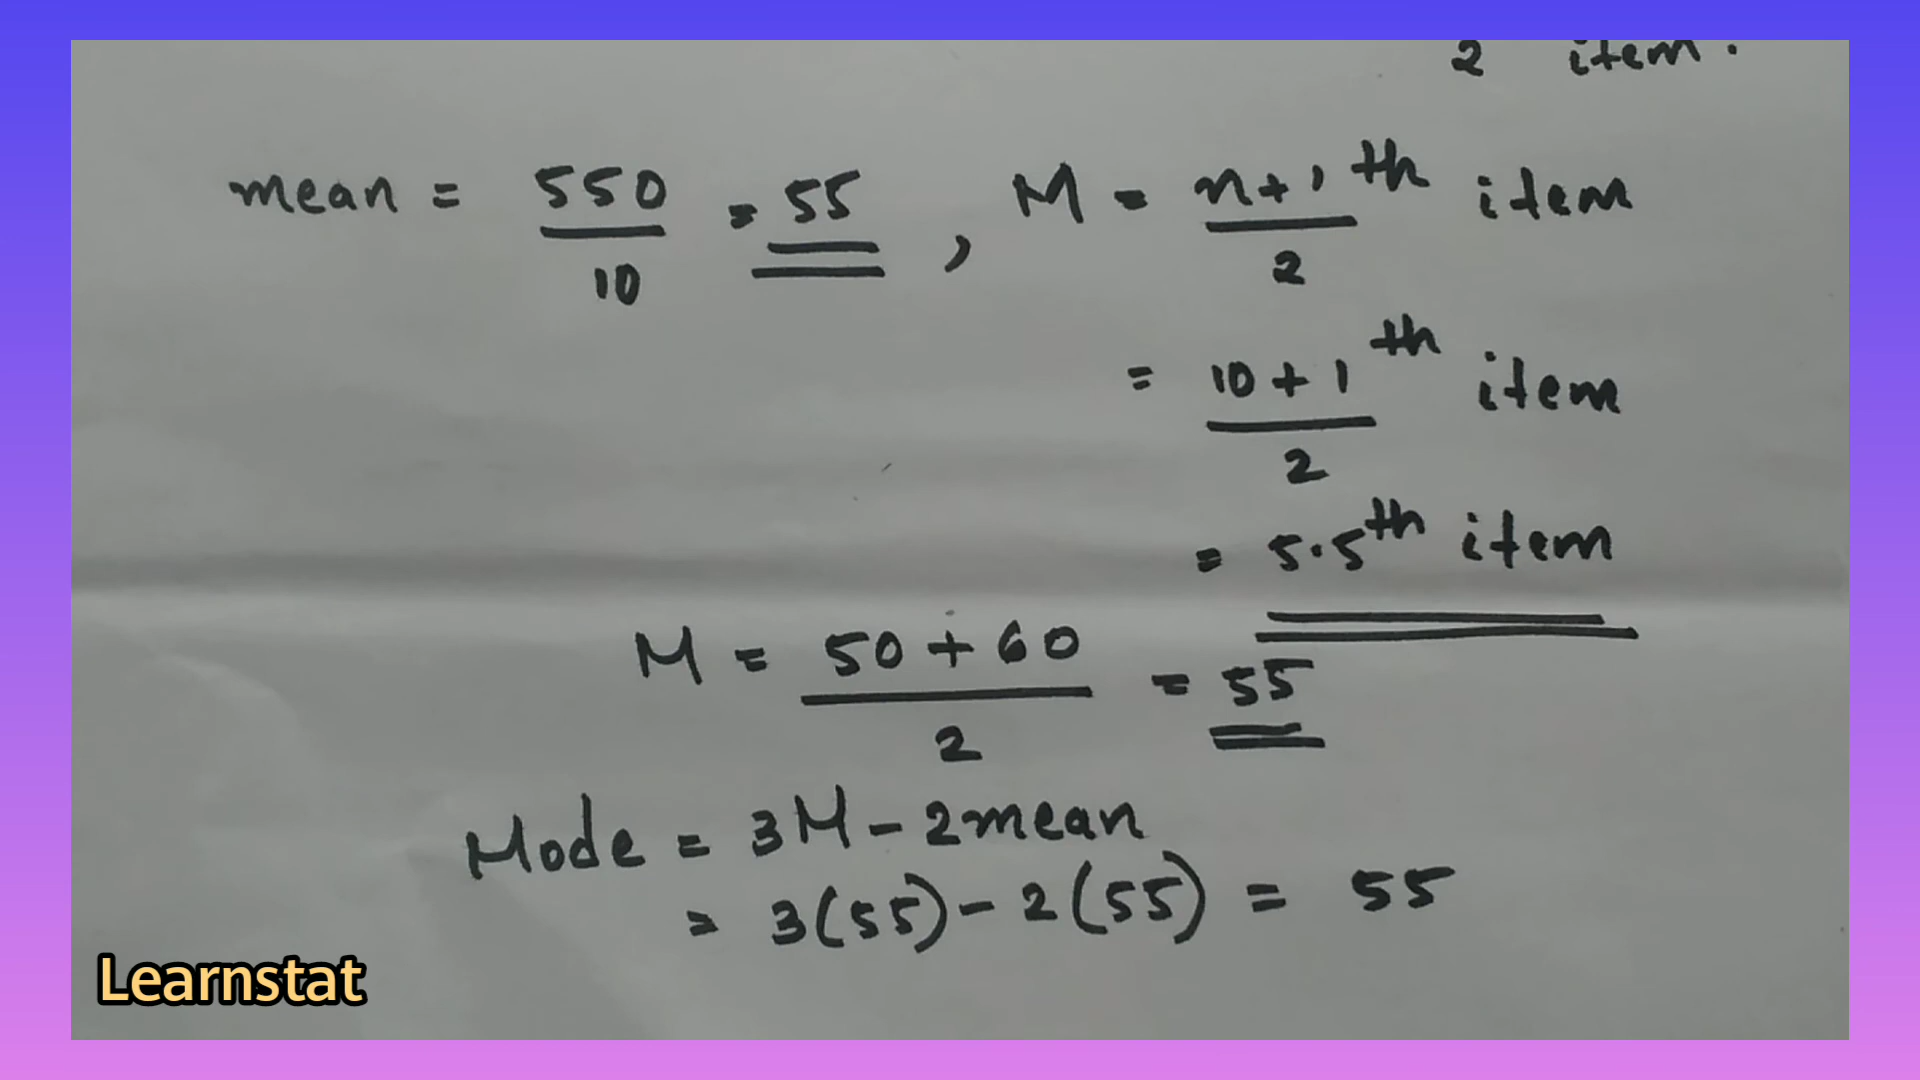 2 item.
mean = 550/10 = 55, M = n+1/2 th item
= 10+1/2 th item
= 5.5th item
M = 50+60/2 = 55
Mode = 3M - 2mean
= 3(55) - 2(55) = 55
Learnstat